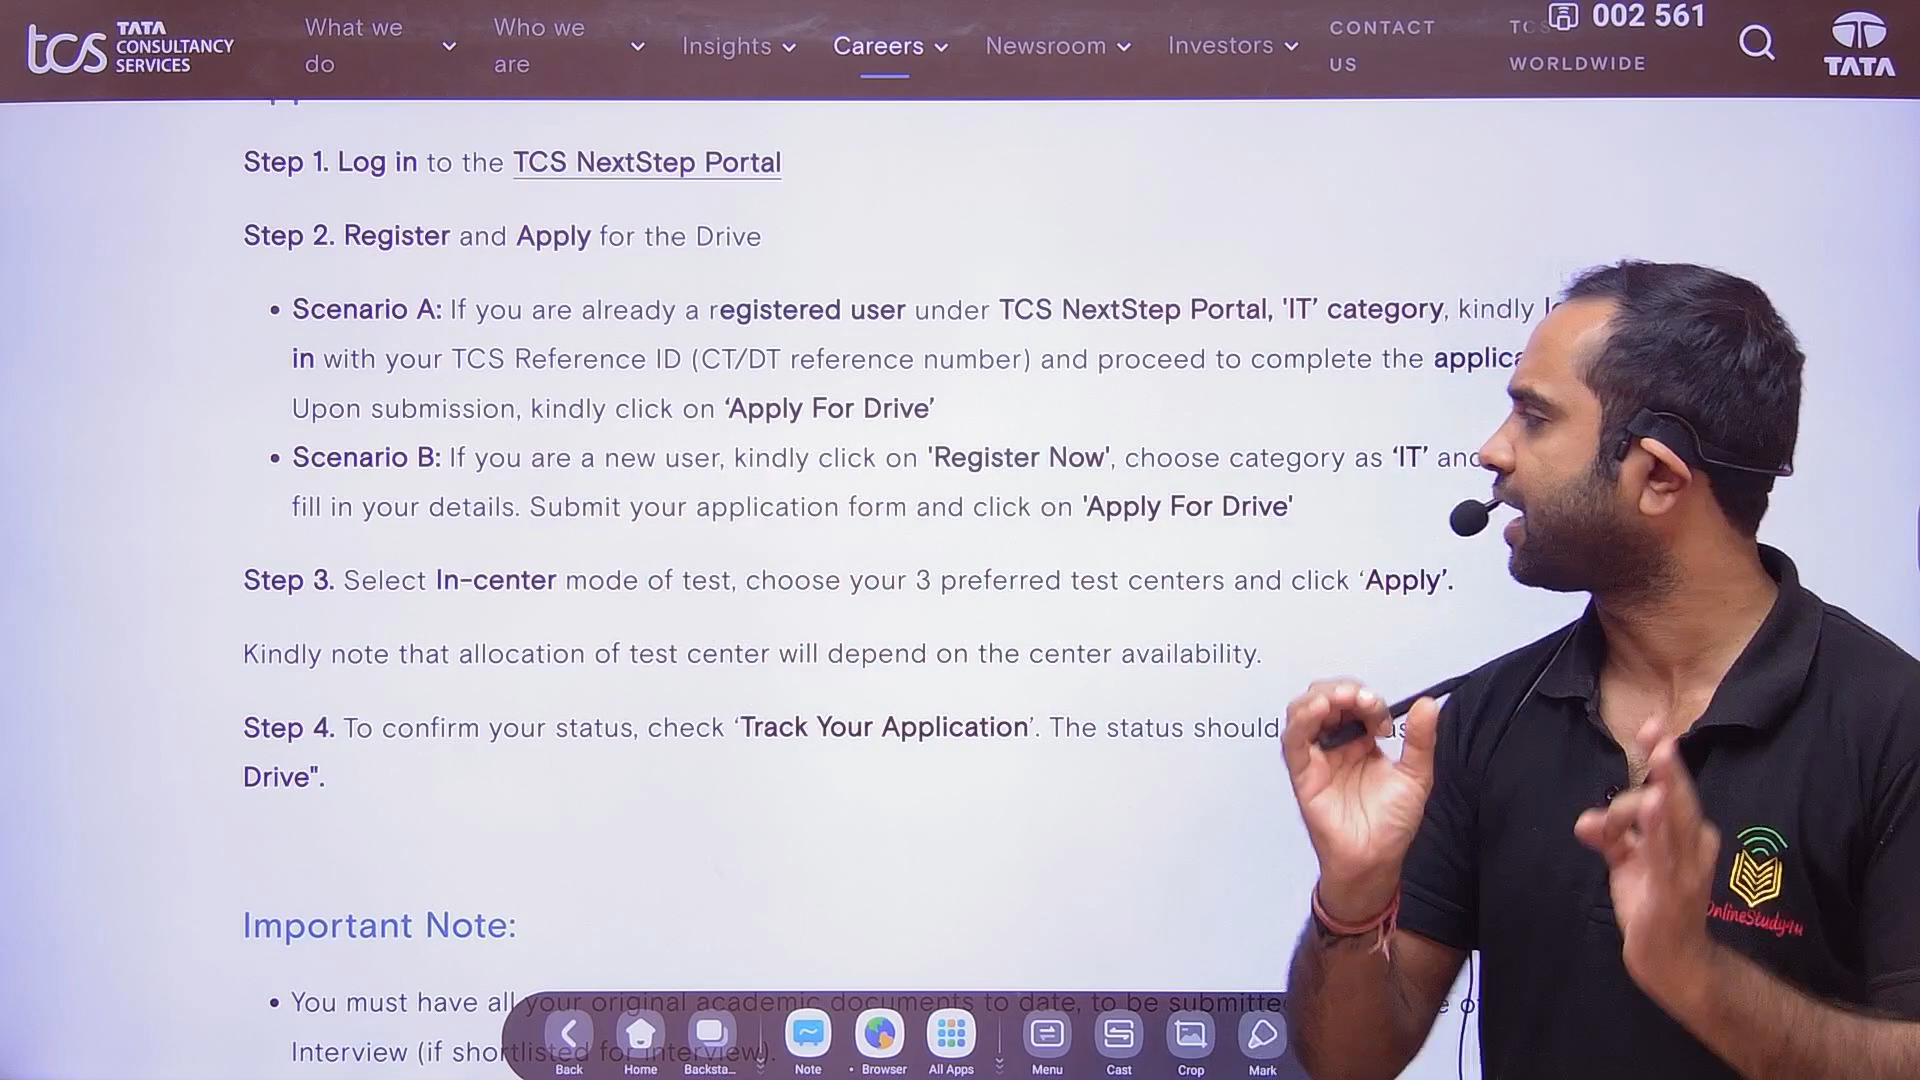 tcs TATA CONSULTANCY SERVICES
What we do
Who we are
Insights
Careers
Newsroom
Investors
CONTACT US
TCS WORLDWIDE
002 561
TATA
Step 1. Log in to the TCS NextStep Portal
Step 2. Register and Apply for the Drive
• Scenario A: If you are already a registered user under TCS NextStep Portal, 'IT' category, kindly
in with your TCS Reference ID (CT/DT reference number) and proceed to complete the
Upon submission, kindly click on ‘Apply For Drive’
• Scenario B: If you are a new user, kindly click on 'Register Now', choose category as ‘IT’ and
fill in your details. Submit your application form and click on 'Apply For Drive'
Step 3. Select In-center mode of test, choose your 3 preferred test centers and click ‘Apply’.
Kindly note that allocation of test center will depend on the center availability.
Step 4. To confirm your status, check ‘Track Your Application’. The status should
Drive".
Important Note:
• You must have all your original academic documents to date, to be
Interview (if shortlisted for interview).
Back
Home
Backsta...
Note
Browser
All Apps
Menu
Cast
Crop
Mark
OnlineStudy4u